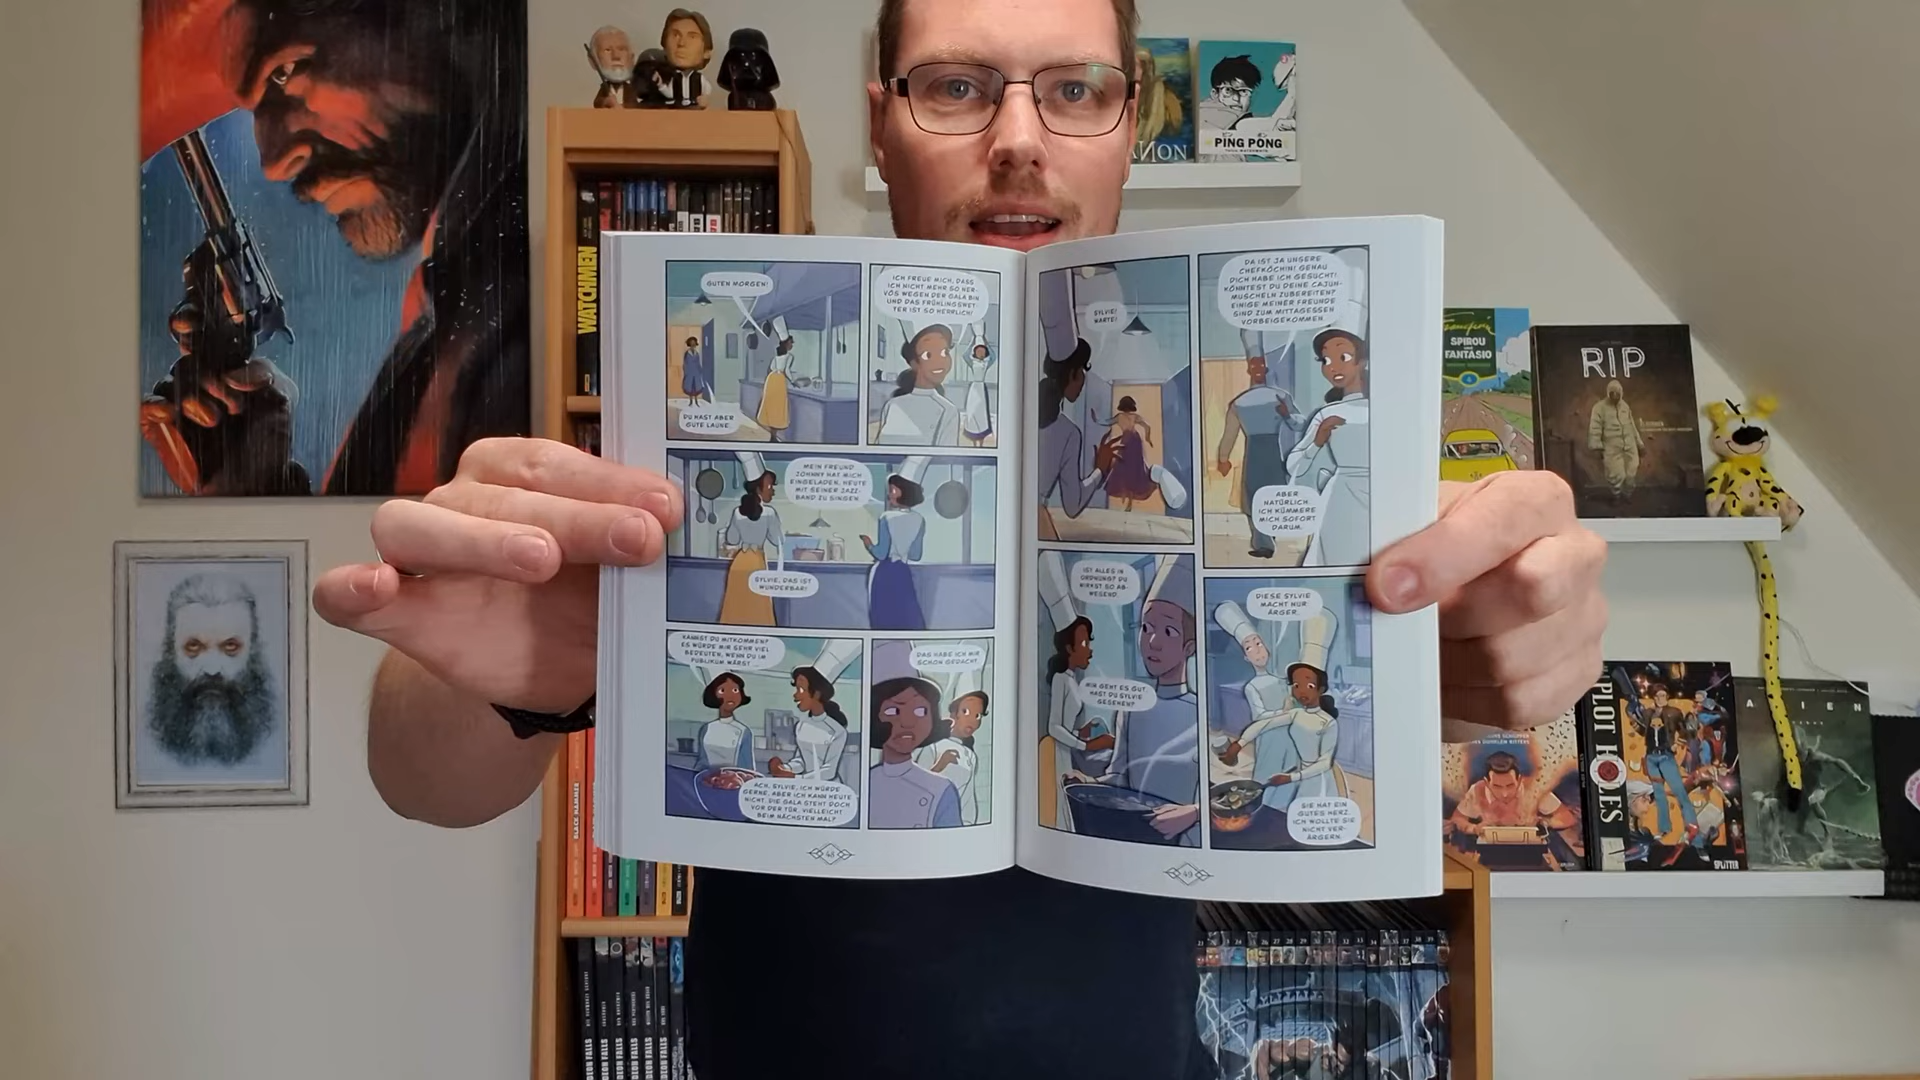 GUTEN MORGEN!
DU HAST ABER
GUTE LAUNE.
ICH FREUE MICH, DASS
ICH NICHT MEHR SO NER-
VÖS WEGEN DER GALA BIN
UND DAS FRÜHLINGSWET-
TER IST SO HERRLICH!
MEIN FREUND
JOHNNY HAT MICH
EINGELADEN, HEUTE
MIT SEINER JAZZ-
BAND ZU SINGEN.
SYLVIE, DAS IST
WUNDERBAR!
KANNST DU MITKOMMEN?
ES WÜRDE MIR SEHR VIEL
BEDEUTEN, WENN DU IM
PUBLIKUM WÄRST ...
ACH, SYLVIE, ICH WÜRDE
GERNE, ABER ICH KANN HEUTE
NICHT. DIE GALA STEHT DOCH
VOR DER TÜR. VIELLEICHT
BEIM NÄCHSTEN MAL?
DAS HABE ICH MIR
SCHON GEDACHT.
48
SYLVIE!
WARTE!
DA IST JA UNSERE
CHEFKÖCHIN! GENAU
DICH HABE ICH GESUCHT!
KÖNNTEST DU DEINE CAJUN-
MUSCHELN ZUBEREITEN?
EINIGE MEINER FREUNDE
SIND ZUM MITTAGESSEN
VORBEIGEKOMMEN.
ABER
NATÜRLICH.
ICH KÜMMERE
MICH SOFORT
DARUM.
IST ALLES IN
ORDNUNG? DU
WIRKST SO AB-
WESEND.
MIR GEHT ES GUT.
HAST DU SYLVIE
GESEHEN?
DIESE SYLVIE
MACHT NUR
ÄRGER.
SIE HAT EIN
GUTES HERZ.
ICH WOLLTE SIE
NICHT VER-
ÄRGERN.
49
WATCHMEN
PING PONG
SPIROU
FANTASIO
RIP
PLOT HOLES
SPLITTER
ALIEN
BLACK HAMMER